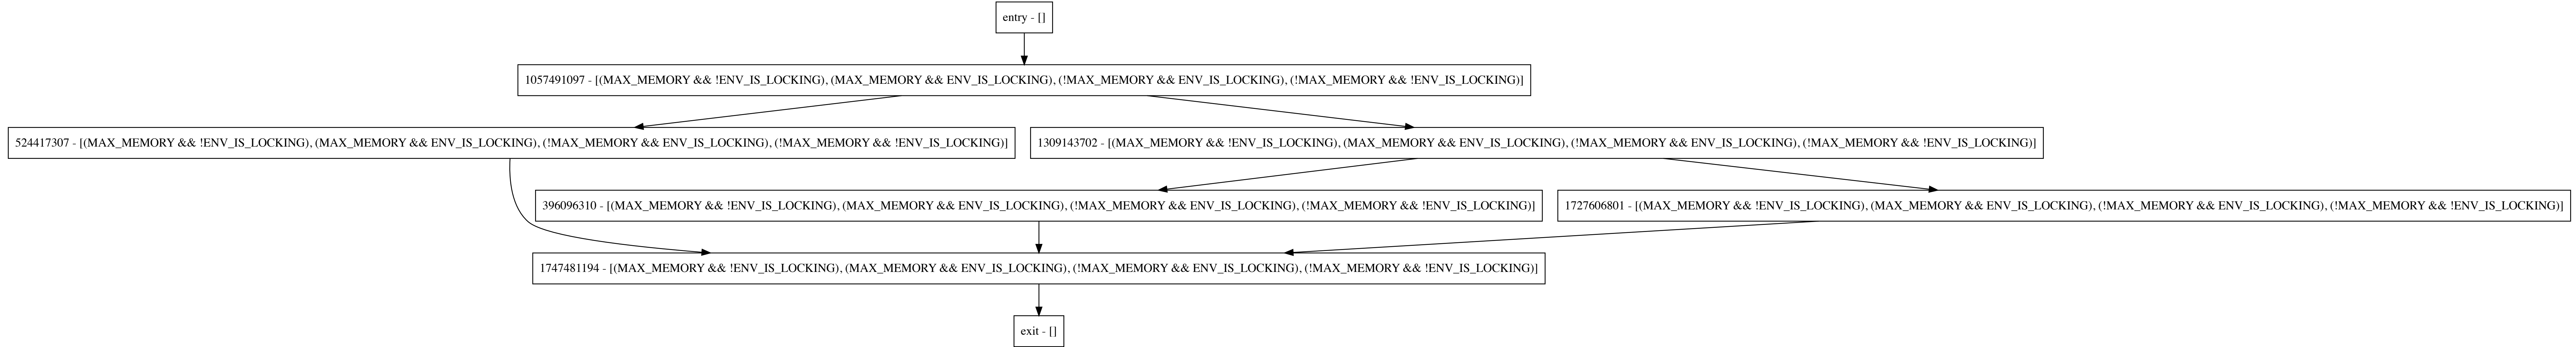 entry - []
1057491097 - [(MAX_MEMORY && !ENV_IS_LOCKING), (MAX_MEMORY && ENV_IS_LOCKING), (!MAX_MEMORY && ENV_IS_LOCKING), (!MAX_MEMORY && !ENV_IS_LOCKING)]
524417307 - [(MAX_MEMORY && !ENV_IS_LOCKING), (MAX_MEMORY && ENV_IS_LOCKING), (!MAX_MEMORY && ENV_IS_LOCKING), (!MAX_MEMORY && !ENV_IS_LOCKING)]
1309143702 - [(MAX_MEMORY && !ENV_IS_LOCKING), (MAX_MEMORY && ENV_IS_LOCKING), (!MAX_MEMORY && ENV_IS_LOCKING), (!MAX_MEMORY && !ENV_IS_LOCKING)]
396096310 - [(MAX_MEMORY && !ENV_IS_LOCKING), (MAX_MEMORY && ENV_IS_LOCKING), (!MAX_MEMORY && ENV_IS_LOCKING), (!MAX_MEMORY && !ENV_IS_LOCKING)]
1727606801 - [(MAX_MEMORY && !ENV_IS_LOCKING), (MAX_MEMORY && ENV_IS_LOCKING), (!MAX_MEMORY && ENV_IS_LOCKING), (!MAX_MEMORY && !ENV_IS_LOCKING)]
1747481194 - [(MAX_MEMORY && !ENV_IS_LOCKING), (MAX_MEMORY && ENV_IS_LOCKING), (!MAX_MEMORY && ENV_IS_LOCKING), (!MAX_MEMORY && !ENV_IS_LOCKING)]
exit - []